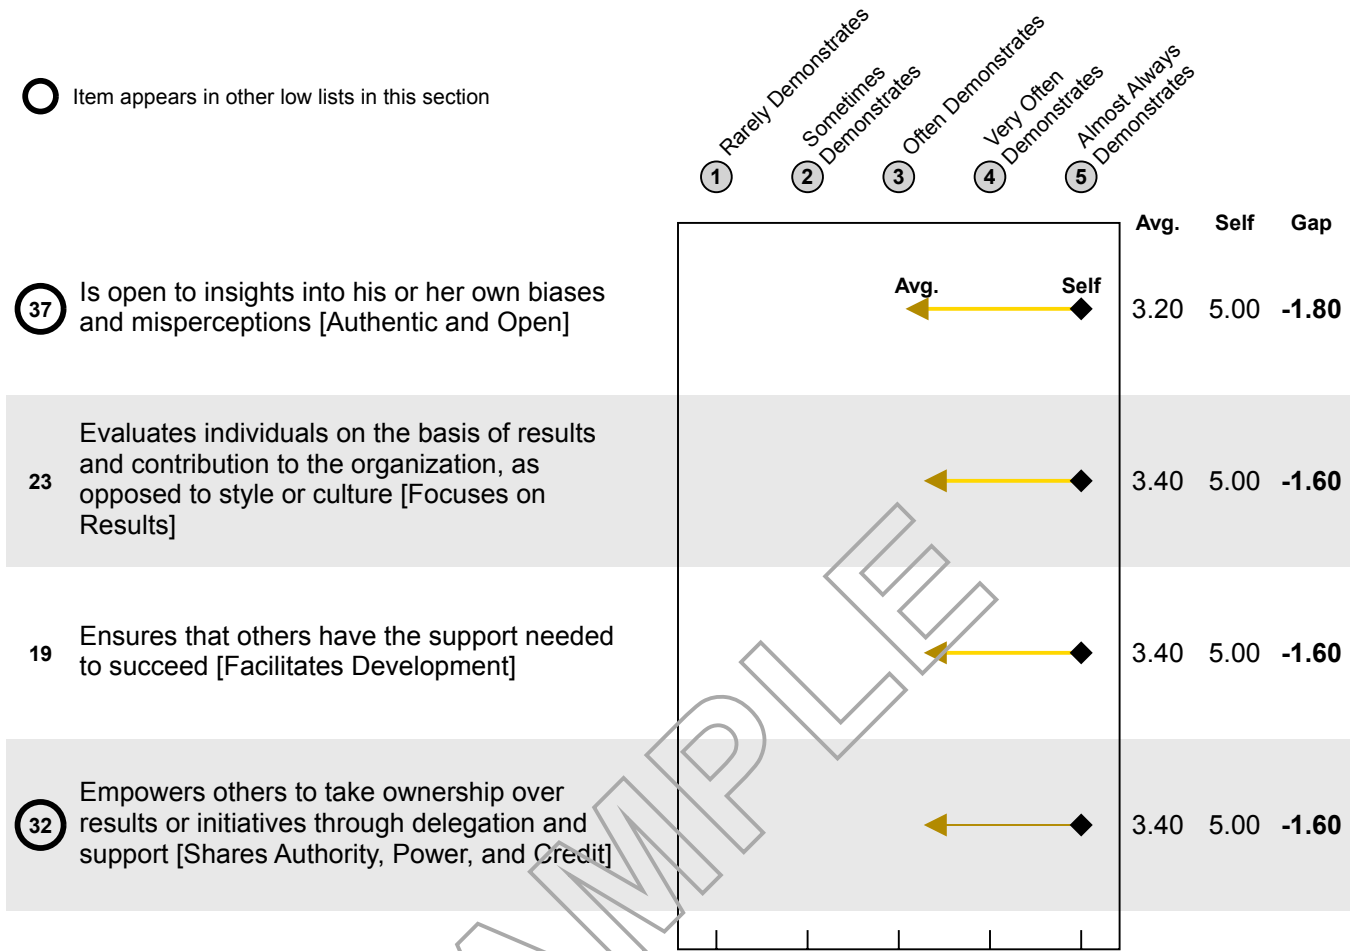 Item appears in other low lists in this section
Rarely Demonstrates
Sometimes
Demonstrates
Often Demonstrates
Very Often
Demonstrates
Almost Always
Demonstrates
1 2 3 4 5
Avg. Self Gap
37 Is open to insights into his or her own biases
and misperceptions [Authentic and Open]
Avg. Self
3.20 5.00 -1.80
23 Evaluates individuals on the basis of results
and contribution to the organization, as
opposed to style or culture [Focuses on
Results]
3.40 5.00 -1.60
19 Ensures that others have the support needed
to succeed [Facilitates Development]
3.40 5.00 -1.60
32 Empowers others to take ownership over
results or initiatives through delegation and
support [Shares Authority, Power, and Credit]
3.40 5.00 -1.60
AMPLE